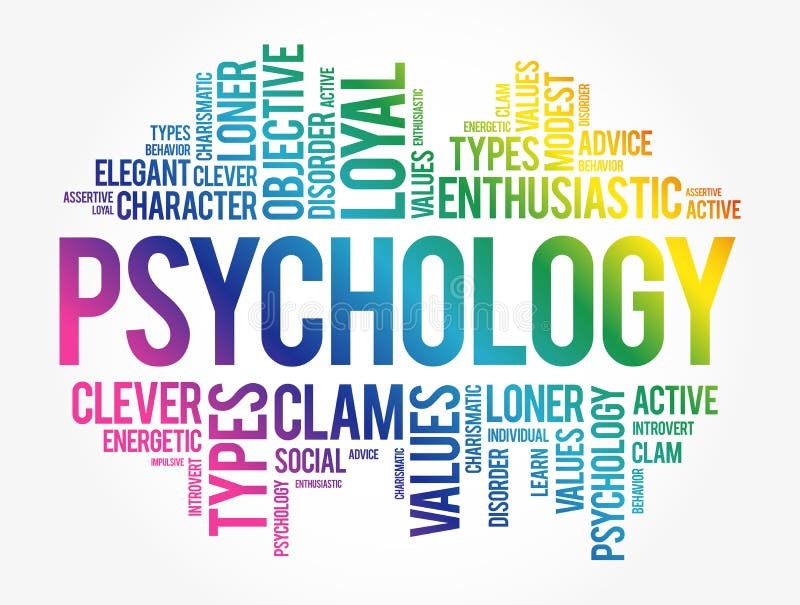 TYPES
BEHAVIOR
CHARISMATIC
LONER
OBJECTIVE
DISORDER
ACTIVE
LOYAL
ENTHUSIASTIC
VALUES
ENERGETIC
CLAM
VALUES
MODEST
DISORDER
TYPES
ADVICE
BEHAVIOR
ELEGANT
CLEVER
ASSERTIVE
LOYAL
CHARACTER
ENTHUSIASTIC
ASSERTIVE
ACTIVE
PSYCHOLOGY
CLEVER
ENERGETIC
IMPULSIVE
INTROVERT
TYPES
CLAM
SOCIAL
ADVICE
PSYCHOLOGY
ENTHUSIASTIC
CHARISMATIC
VALUES
CHARISMATIC
LONER
INDIVIDUAL
DISORDER
LEARN
VALUES
PSYCHOLOGY
ACTIVE
INTROVERT
CLAM
BEHAVIOR
dreamstime